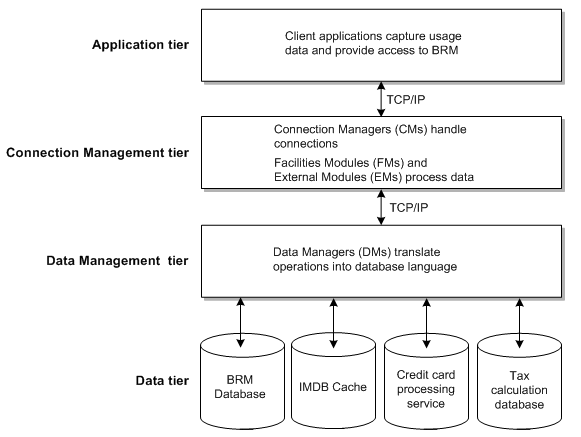 Application tier
Client applications capture usage
data and provide access to BRM
TCP/IP
Connection Management tier
Connection Managers (CMs) handle
connections
Facilities Modules (FMs) and
External Modules (EMs) process data
TCP/IP
Data Management tier
Data Managers (DMs) translate
operations into database language
Data tier
BRM
Database
IMDB Cache
Credit card
processing
service
Tax
calculation
database